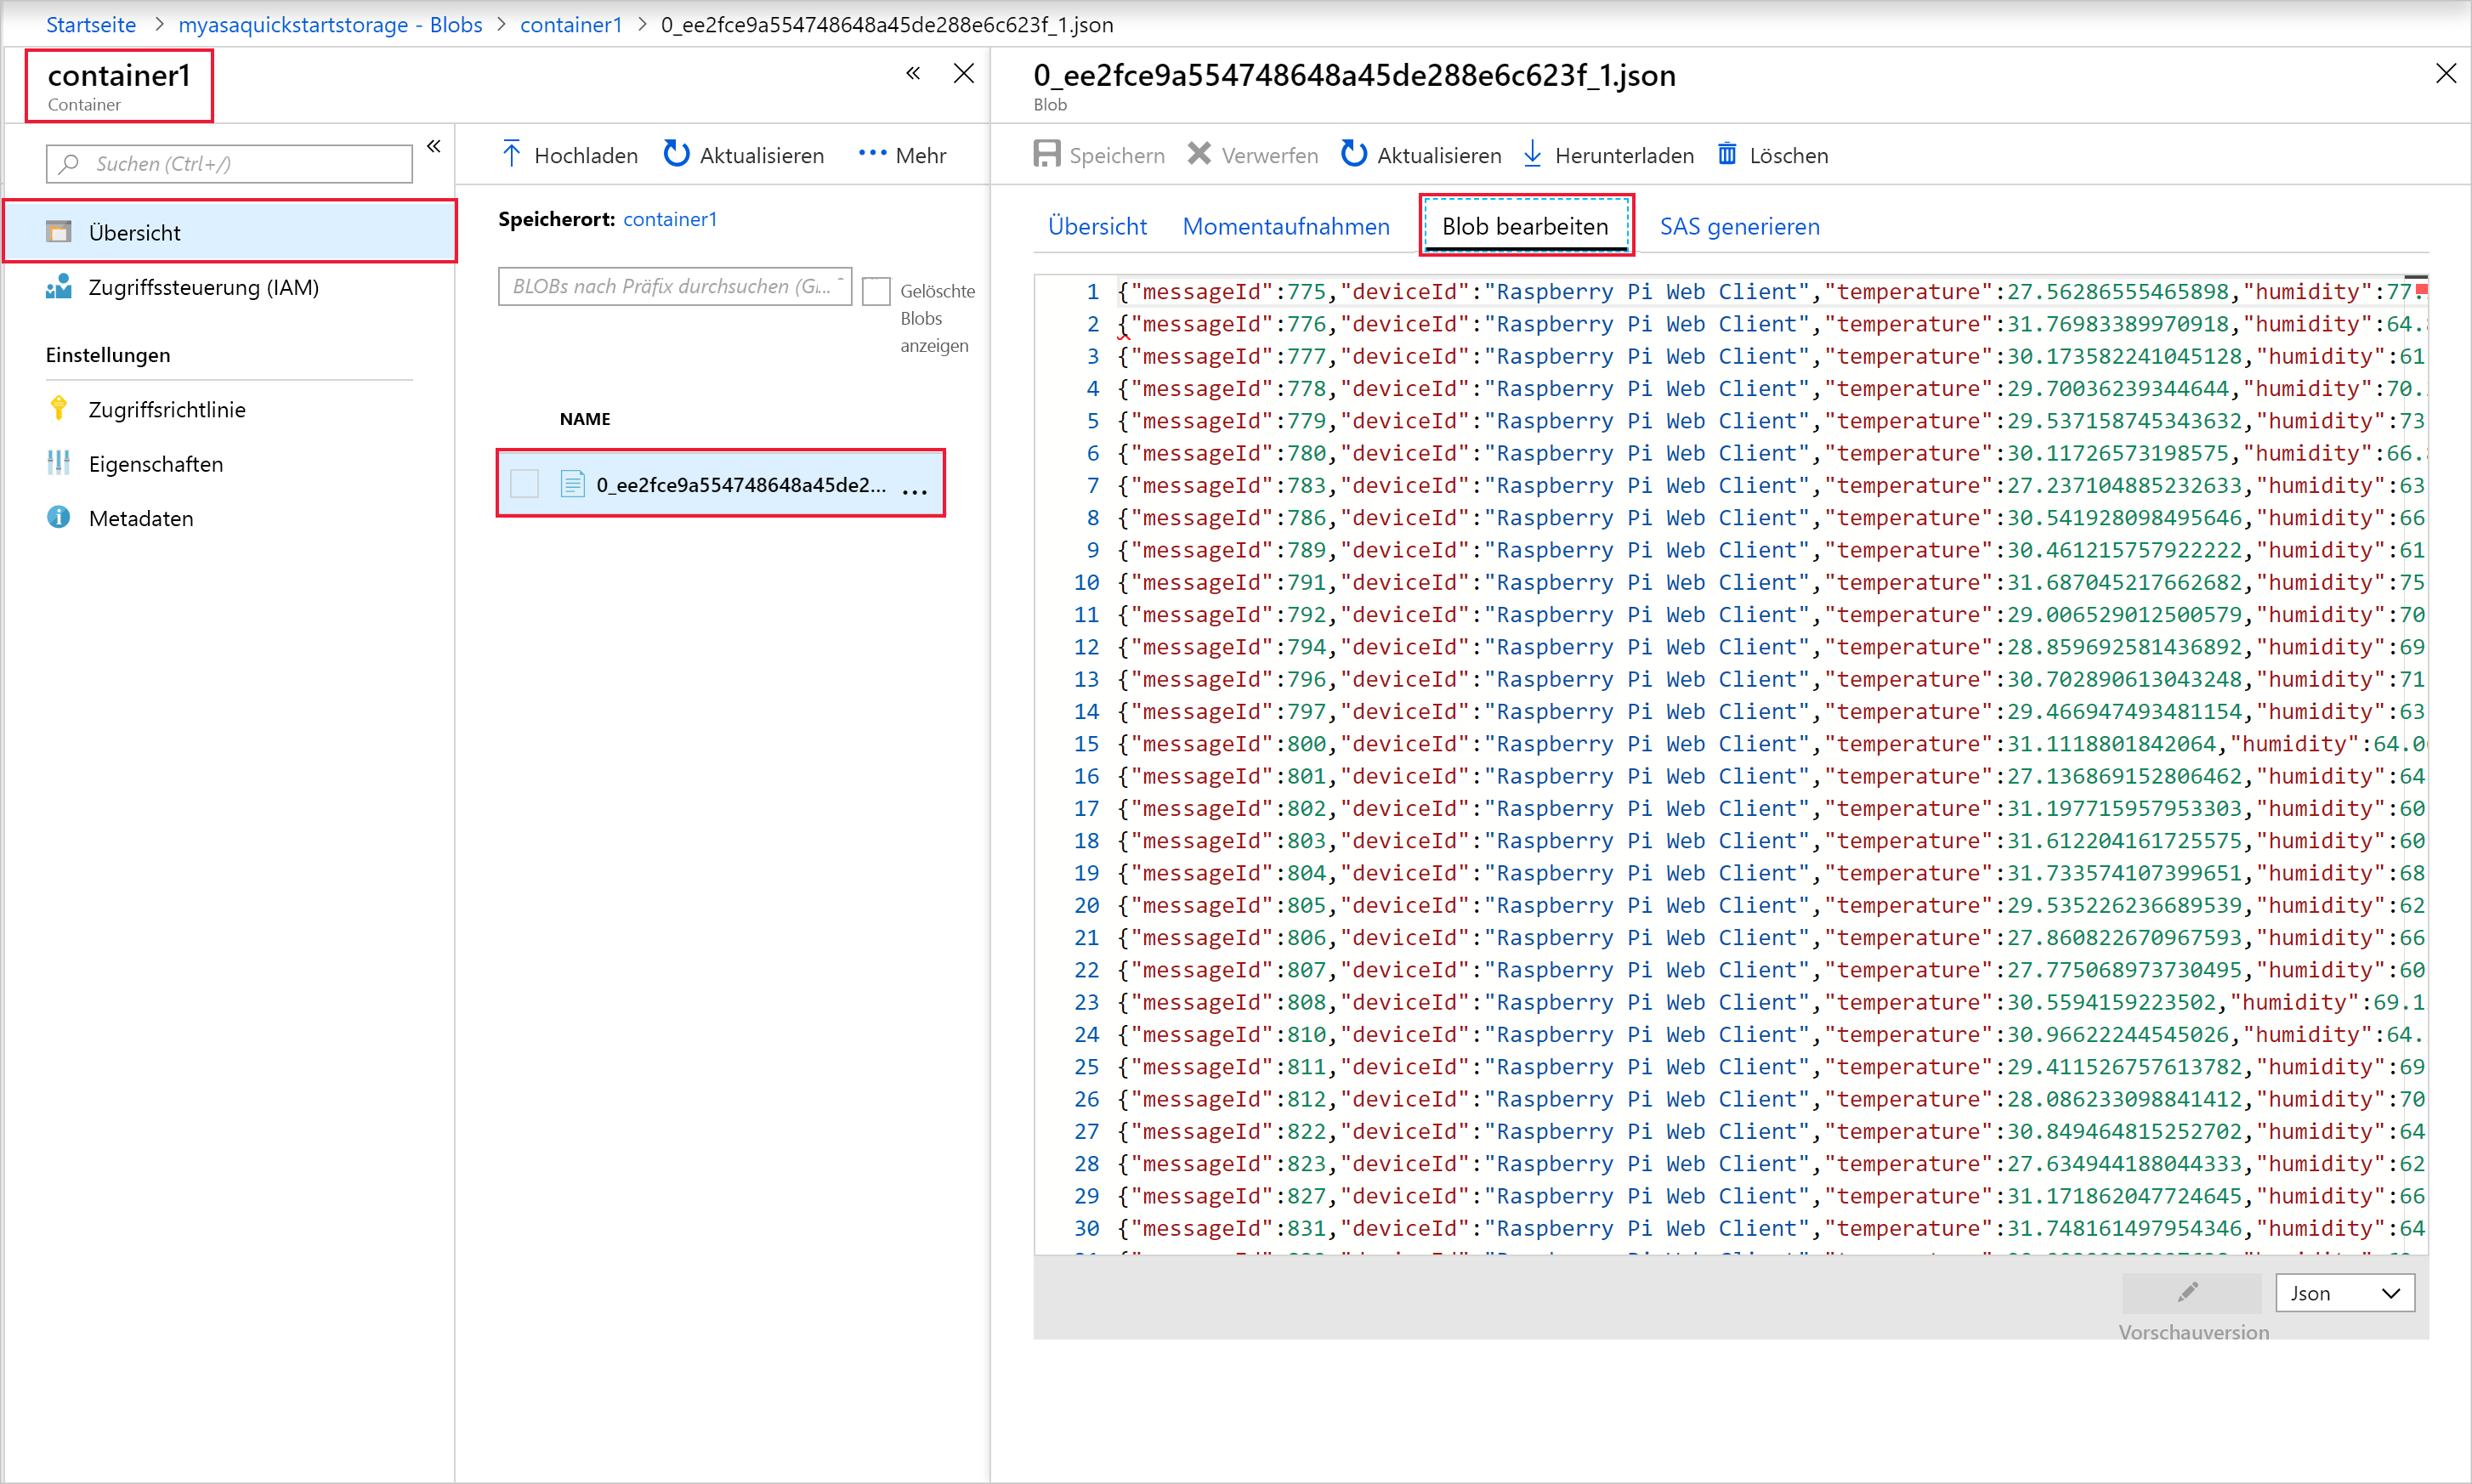 Startseite > myasaquickstartstorage - Blobs > container1 > 0_ee2fce9a554748648a45de288e6c623f_1.json
container1
Container
Suchen (Ctrl+/)
Übersicht
Zugriffssteuerung (IAM)
Einstellungen
Zugriffsrichtlinie
Eigenschaften
Metadaten
Hochladen Aktualisieren Mehr
Speicherort: container1
BLOBs nach Präfix durchsuchen (G...
Gelöschte
Blobs
anzeigen
NAME
0_ee2fce9a554748648a45de2... ...
0_ee2fce9a554748648a45de288e6c623f_1.json
Blob
Speichern Verwerfen Aktualisieren Herunterladen Löschen
Übersicht Momentaufnahmen Blob bearbeiten SAS generieren
1 {"messageId":775,"deviceId":"Raspberry Pi Web Client","temperature":27.56286555465898,"humidity":77.
2 {"messageId":776,"deviceId":"Raspberry Pi Web Client","temperature":31.76983389970918,"humidity":64.8
3 {"messageId":777,"deviceId":"Raspberry Pi Web Client","temperature":30.173582241045128,"humidity":61
4 {"messageId":778,"deviceId":"Raspberry Pi Web Client","temperature":29.70036239344644,"humidity":70.
5 {"messageId":779,"deviceId":"Raspberry Pi Web Client","temperature":29.537158745343632,"humidity":73
6 {"messageId":780,"deviceId":"Raspberry Pi Web Client","temperature":30.11726573198575,"humidity":66.8
7 {"messageId":783,"deviceId":"Raspberry Pi Web Client","temperature":27.237104885232633,"humidity":63
8 {"messageId":786,"deviceId":"Raspberry Pi Web Client","temperature":30.541928098495646,"humidity":66
9 {"messageId":789,"deviceId":"Raspberry Pi Web Client","temperature":30.461215757922222,"humidity":61
10 {"messageId":791,"deviceId":"Raspberry Pi Web Client","temperature":31.687045217662682,"humidity":75
11 {"messageId":792,"deviceId":"Raspberry Pi Web Client","temperature":29.006529012500579,"humidity":70
12 {"messageId":794,"deviceId":"Raspberry Pi Web Client","temperature":28.859692581436892,"humidity":69
13 {"messageId":796,"deviceId":"Raspberry Pi Web Client","temperature":30.702890613043248,"humidity":71
14 {"messageId":797,"deviceId":"Raspberry Pi Web Client","temperature":29.466947493481154,"humidity":63
15 {"messageId":800,"deviceId":"Raspberry Pi Web Client","temperature":31.1118801842064,"humidity":64.0
16 {"messageId":801,"deviceId":"Raspberry Pi Web Client","temperature":27.136869152806462,"humidity":64
17 {"messageId":802,"deviceId":"Raspberry Pi Web Client","temperature":31.197715957953303,"humidity":60
18 {"messageId":803,"deviceId":"Raspberry Pi Web Client","temperature":31.612204161725575,"humidity":60
19 {"messageId":804,"deviceId":"Raspberry Pi Web Client","temperature":31.733574107399651,"humidity":68
20 {"messageId":805,"deviceId":"Raspberry Pi Web Client","temperature":29.535226236689539,"humidity":62
21 {"messageId":806,"deviceId":"Raspberry Pi Web Client","temperature":27.860822670967593,"humidity":66
22 {"messageId":807,"deviceId":"Raspberry Pi Web Client","temperature":27.775068973730495,"humidity":60
23 {"messageId":808,"deviceId":"Raspberry Pi Web Client","temperature":30.5594159223502,"humidity":69.1
24 {"messageId":810,"deviceId":"Raspberry Pi Web Client","temperature":30.96622244545026,"humidity":64.
25 {"messageId":811,"deviceId":"Raspberry Pi Web Client","temperature":29.411526757613782,"humidity":69
26 {"messageId":812,"deviceId":"Raspberry Pi Web Client","temperature":28.086233098841412,"humidity":70
27 {"messageId":822,"deviceId":"Raspberry Pi Web Client","temperature":30.849464815252702,"humidity":64
28 {"messageId":823,"deviceId":"Raspberry Pi Web Client","temperature":27.634944188044333,"humidity":62
29 {"messageId":827,"deviceId":"Raspberry Pi Web Client","temperature":31.171862047724645,"humidity":66
30 {"messageId":831,"deviceId":"Raspberry Pi Web Client","temperature":31.748161497954346,"humidity":64
Json
Vorschauversion